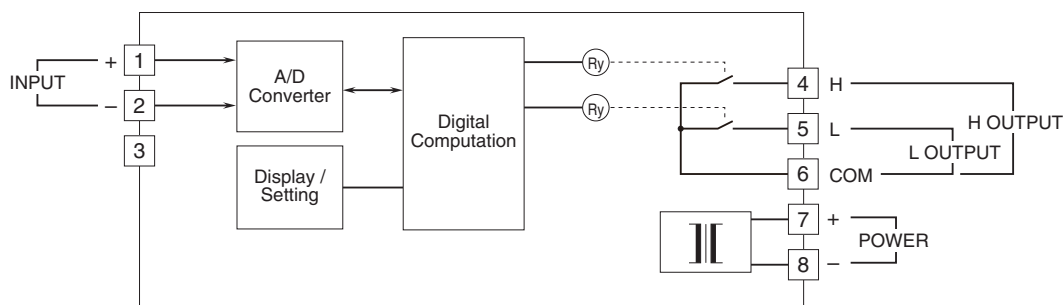 INPUT
+
1
−
2
3
A/D
Converter
Display /
Setting
Digital
Computation
Ry
Ry
4
H
5
L
6
COM
H OUTPUT
L OUTPUT
7
+
8
−
POWER